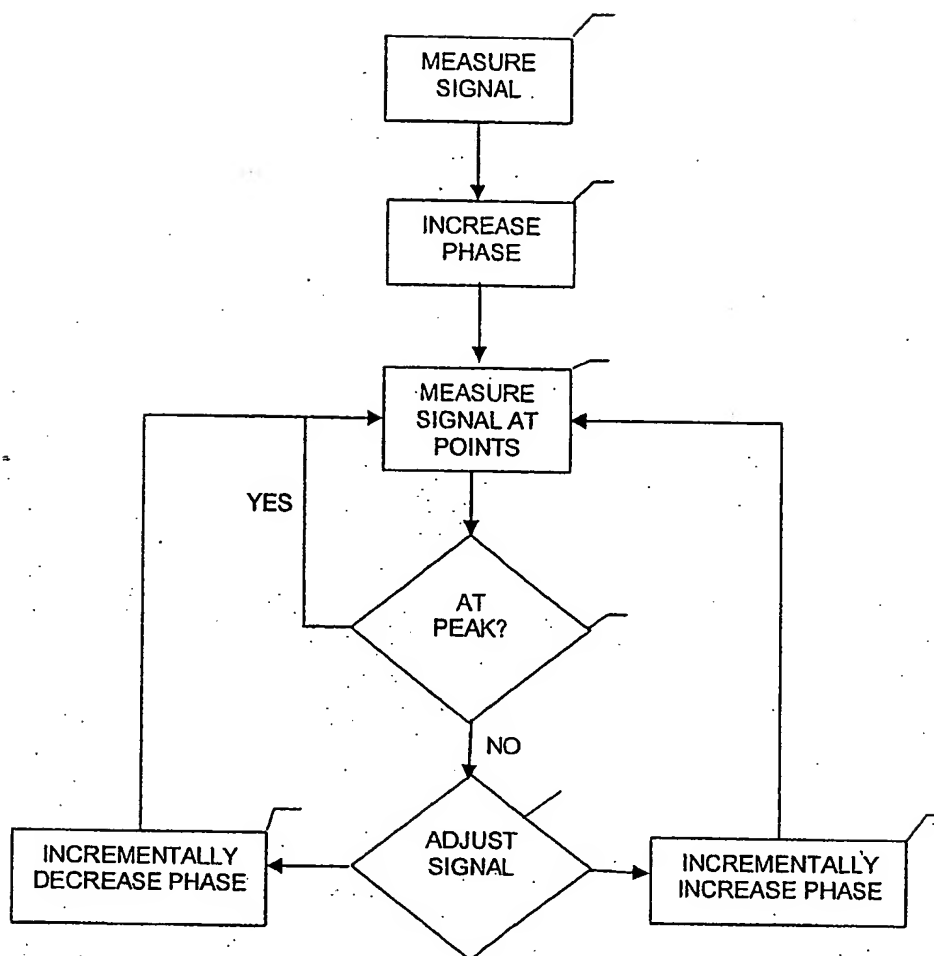 MEASURE
SIGNAL
INCREASE
PHASE
MEASURE
SIGNAL AT
POINTS
YES
AT
PEAK?
NO
ADJUST
SIGNAL
INCREMENTALLY
DECREASE PHASE
INCREMENTALLY
INCREASE PHASE